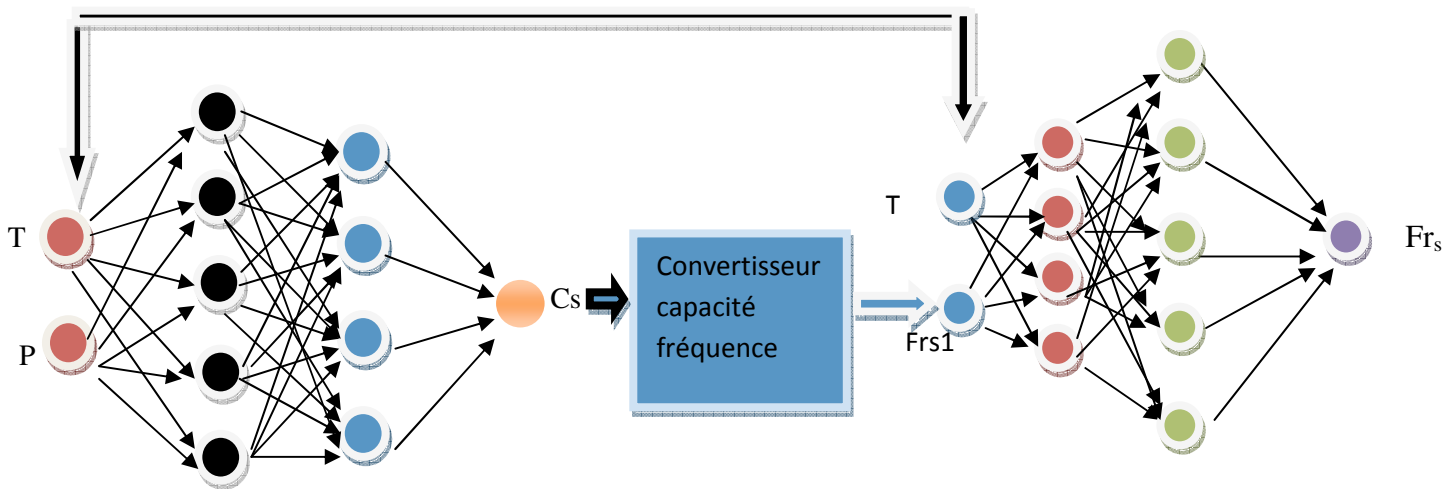 T
P
Cs
Convertisseur
capacité
fréquence
T
Frs1
Frs